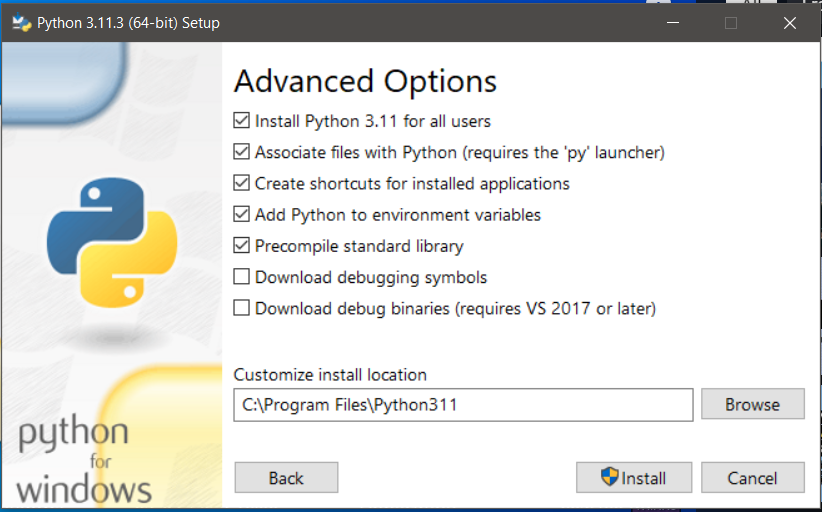 Python 3.11.3 (64-bit) Setup
Advanced Options
Install Python 3.11 for all users
Associate files with Python (requires the 'py' launcher)
Create shortcuts for installed applications
Add Python to environment variables
Precompile standard library
Download debugging symbols
Download debug binaries (requires VS 2017 or later)
Customize install location
C:\Program Files\Python311
Browse
python
for
windows
Back
Install
Cancel